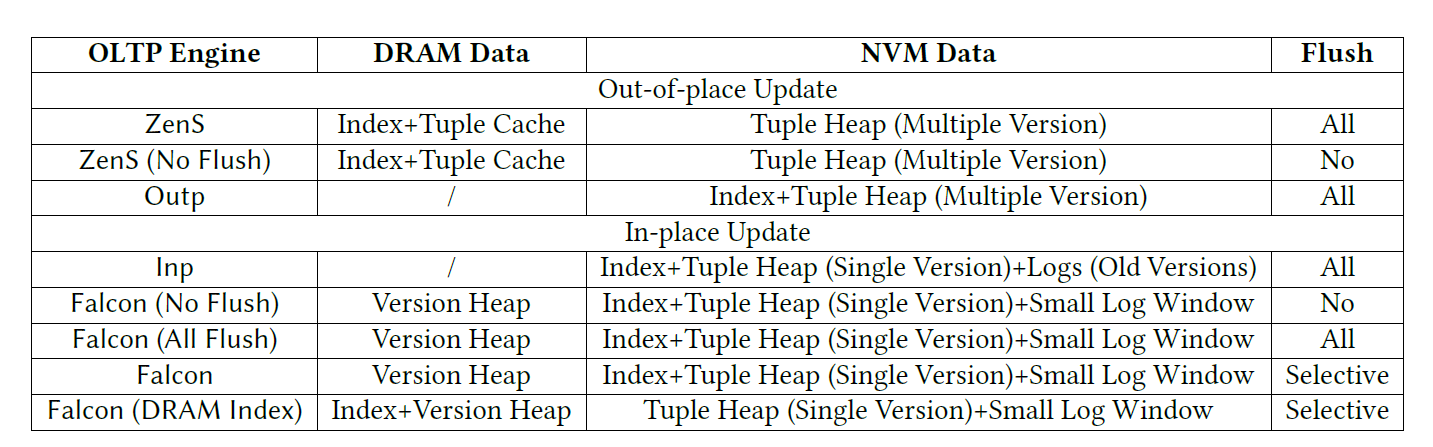 OLTP Engine DRAM Data NVM Data Flush
Out-of-place Update
ZenS Index+Tuple Cache Tuple Heap (Multiple Version) All
ZenS (No Flush) Index+Tuple Cache Tuple Heap (Multiple Version) No
Outp / Index+Tuple Heap (Multiple Version) All
In-place Update
Inp / Index+Tuple Heap (Single Version)+Logs (Old Versions) All
Falcon (No Flush) Version Heap Index+Tuple Heap (Single Version)+Small Log Window No
Falcon (All Flush) Version Heap Index+Tuple Heap (Single Version)+Small Log Window All
Falcon Version Heap Index+Tuple Heap (Single Version)+Small Log Window Selective
Falcon (DRAM Index) Index+Version Heap Tuple Heap (Single Version)+Small Log Window Selective